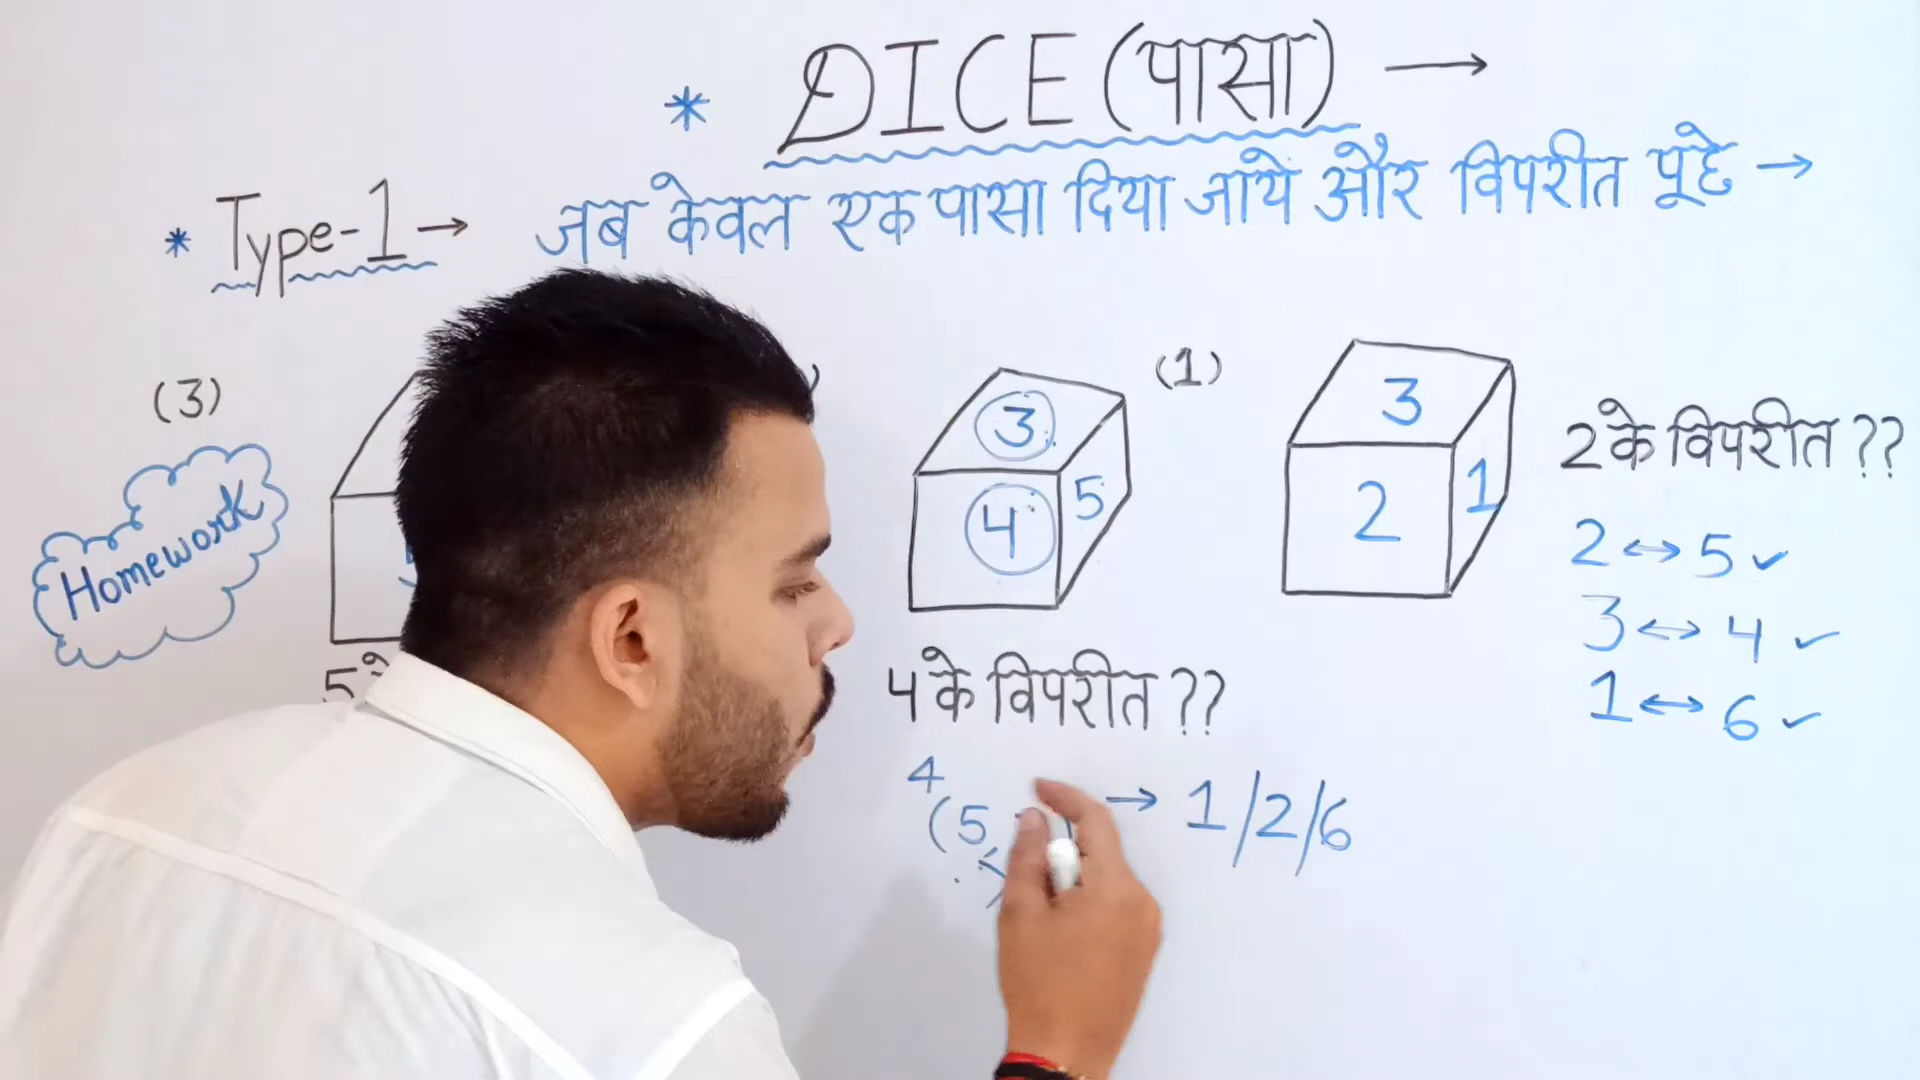 * DICE (पासा) →
* Type-1 → जब केवल एक पासा दिया जाये और विपरीत पूछे →
(3)
Homework
3
4
5
4 के विपरीत ??
4
(5
→ 1/2/6
(1)
3
2
1
2 के विपरीत ??
2 ↔ 5 ✓
3 ↔ 4 ✓
1 ↔ 6 ✓